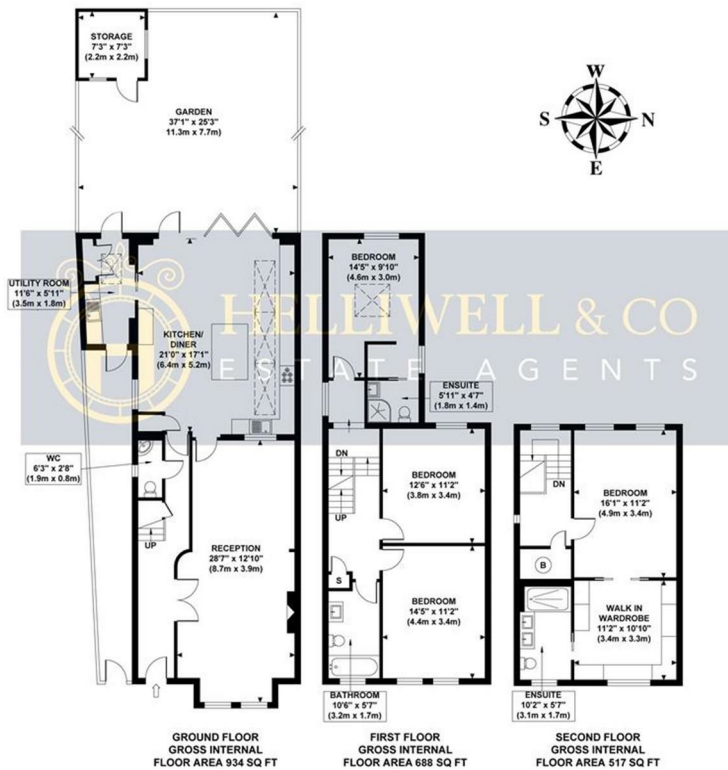 STORAGE
7'3" x 7'3"
(2.2m x 2.2m)
GARDEN
37'1" x 25'3"
11.3m x 7.7m
W
S
N
E
UTILITY ROOM
11'6" x 5'11"
(3.5m x 1.8m)
KITCHEN/
DINER
21'0" x 17'1"
(6.4m x 5.2m)
BEDROOM
14'5" x 9'10"
(4.6m x 3.0m)
HELLIWELL & CO
ESTATE AGENTS
H
ENSUITE
5'11" x 4'7"
(1.8m x 1.4m)
WC
6'3" x 2'8"
(1.9m x 0.8m)
UP
RECEPTION
28'7" x 12'10"
(8.7m x 3.9m)
DN
UP
BEDROOM
12'6" x 11'2"
(3.8m x 3.4m)
S
BEDROOM
14'5" x 11'2"
(4.4m x 3.4m)
BATHROOM
10'6" x 5'7"
(3.2m x 1.7m)
DN
BEDROOM
16'1" x 11'2"
(4.9m x 3.4m)
B
WALK IN
WARDROBE
11'2" x 10'10"
(3.4m x 3.3m)
ENSUITE
10'2" x 5'7"
(3.1m x 1.7m)
GROUND FLOOR
GROSS INTERNAL
FLOOR AREA 934 SQ FT
FIRST FLOOR
GROSS INTERNAL
FLOOR AREA 688 SQ FT
SECOND FLOOR
GROSS INTERNAL
FLOOR AREA 517 SQ FT